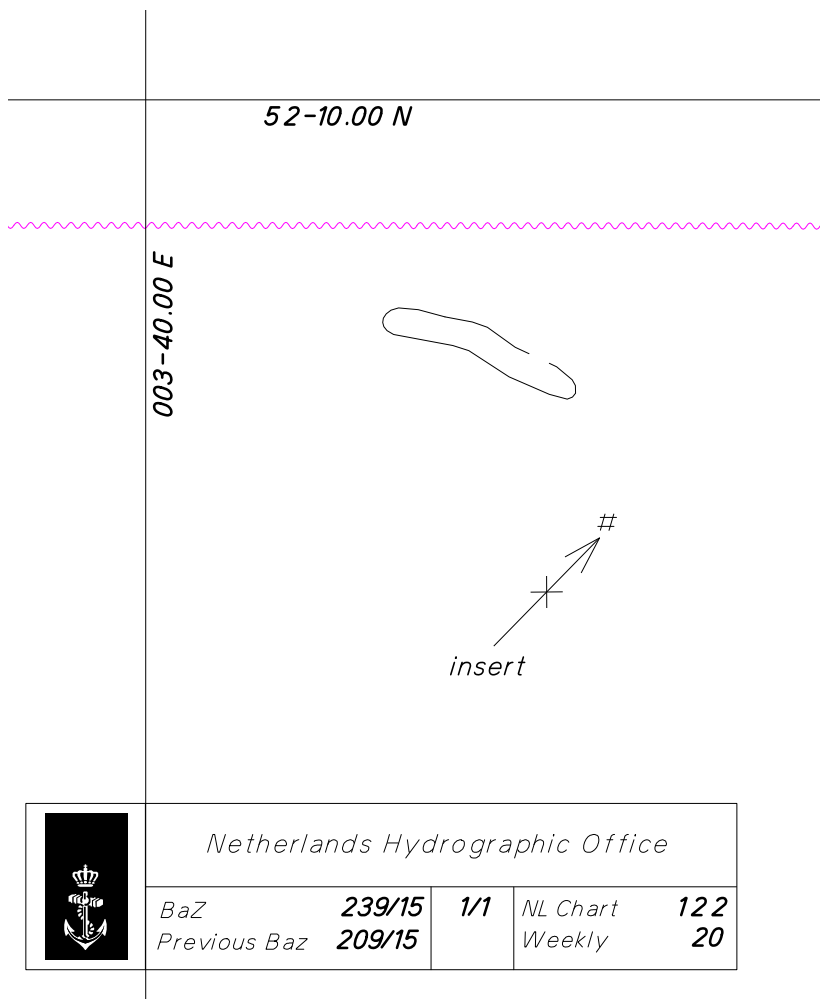 52-10.00 N
003-40.00 E
#
insert
Netherlands Hydrographic Office
BaZ 239/15 1/1 NL Chart 122
Previous Baz 209/15 Weekly 20